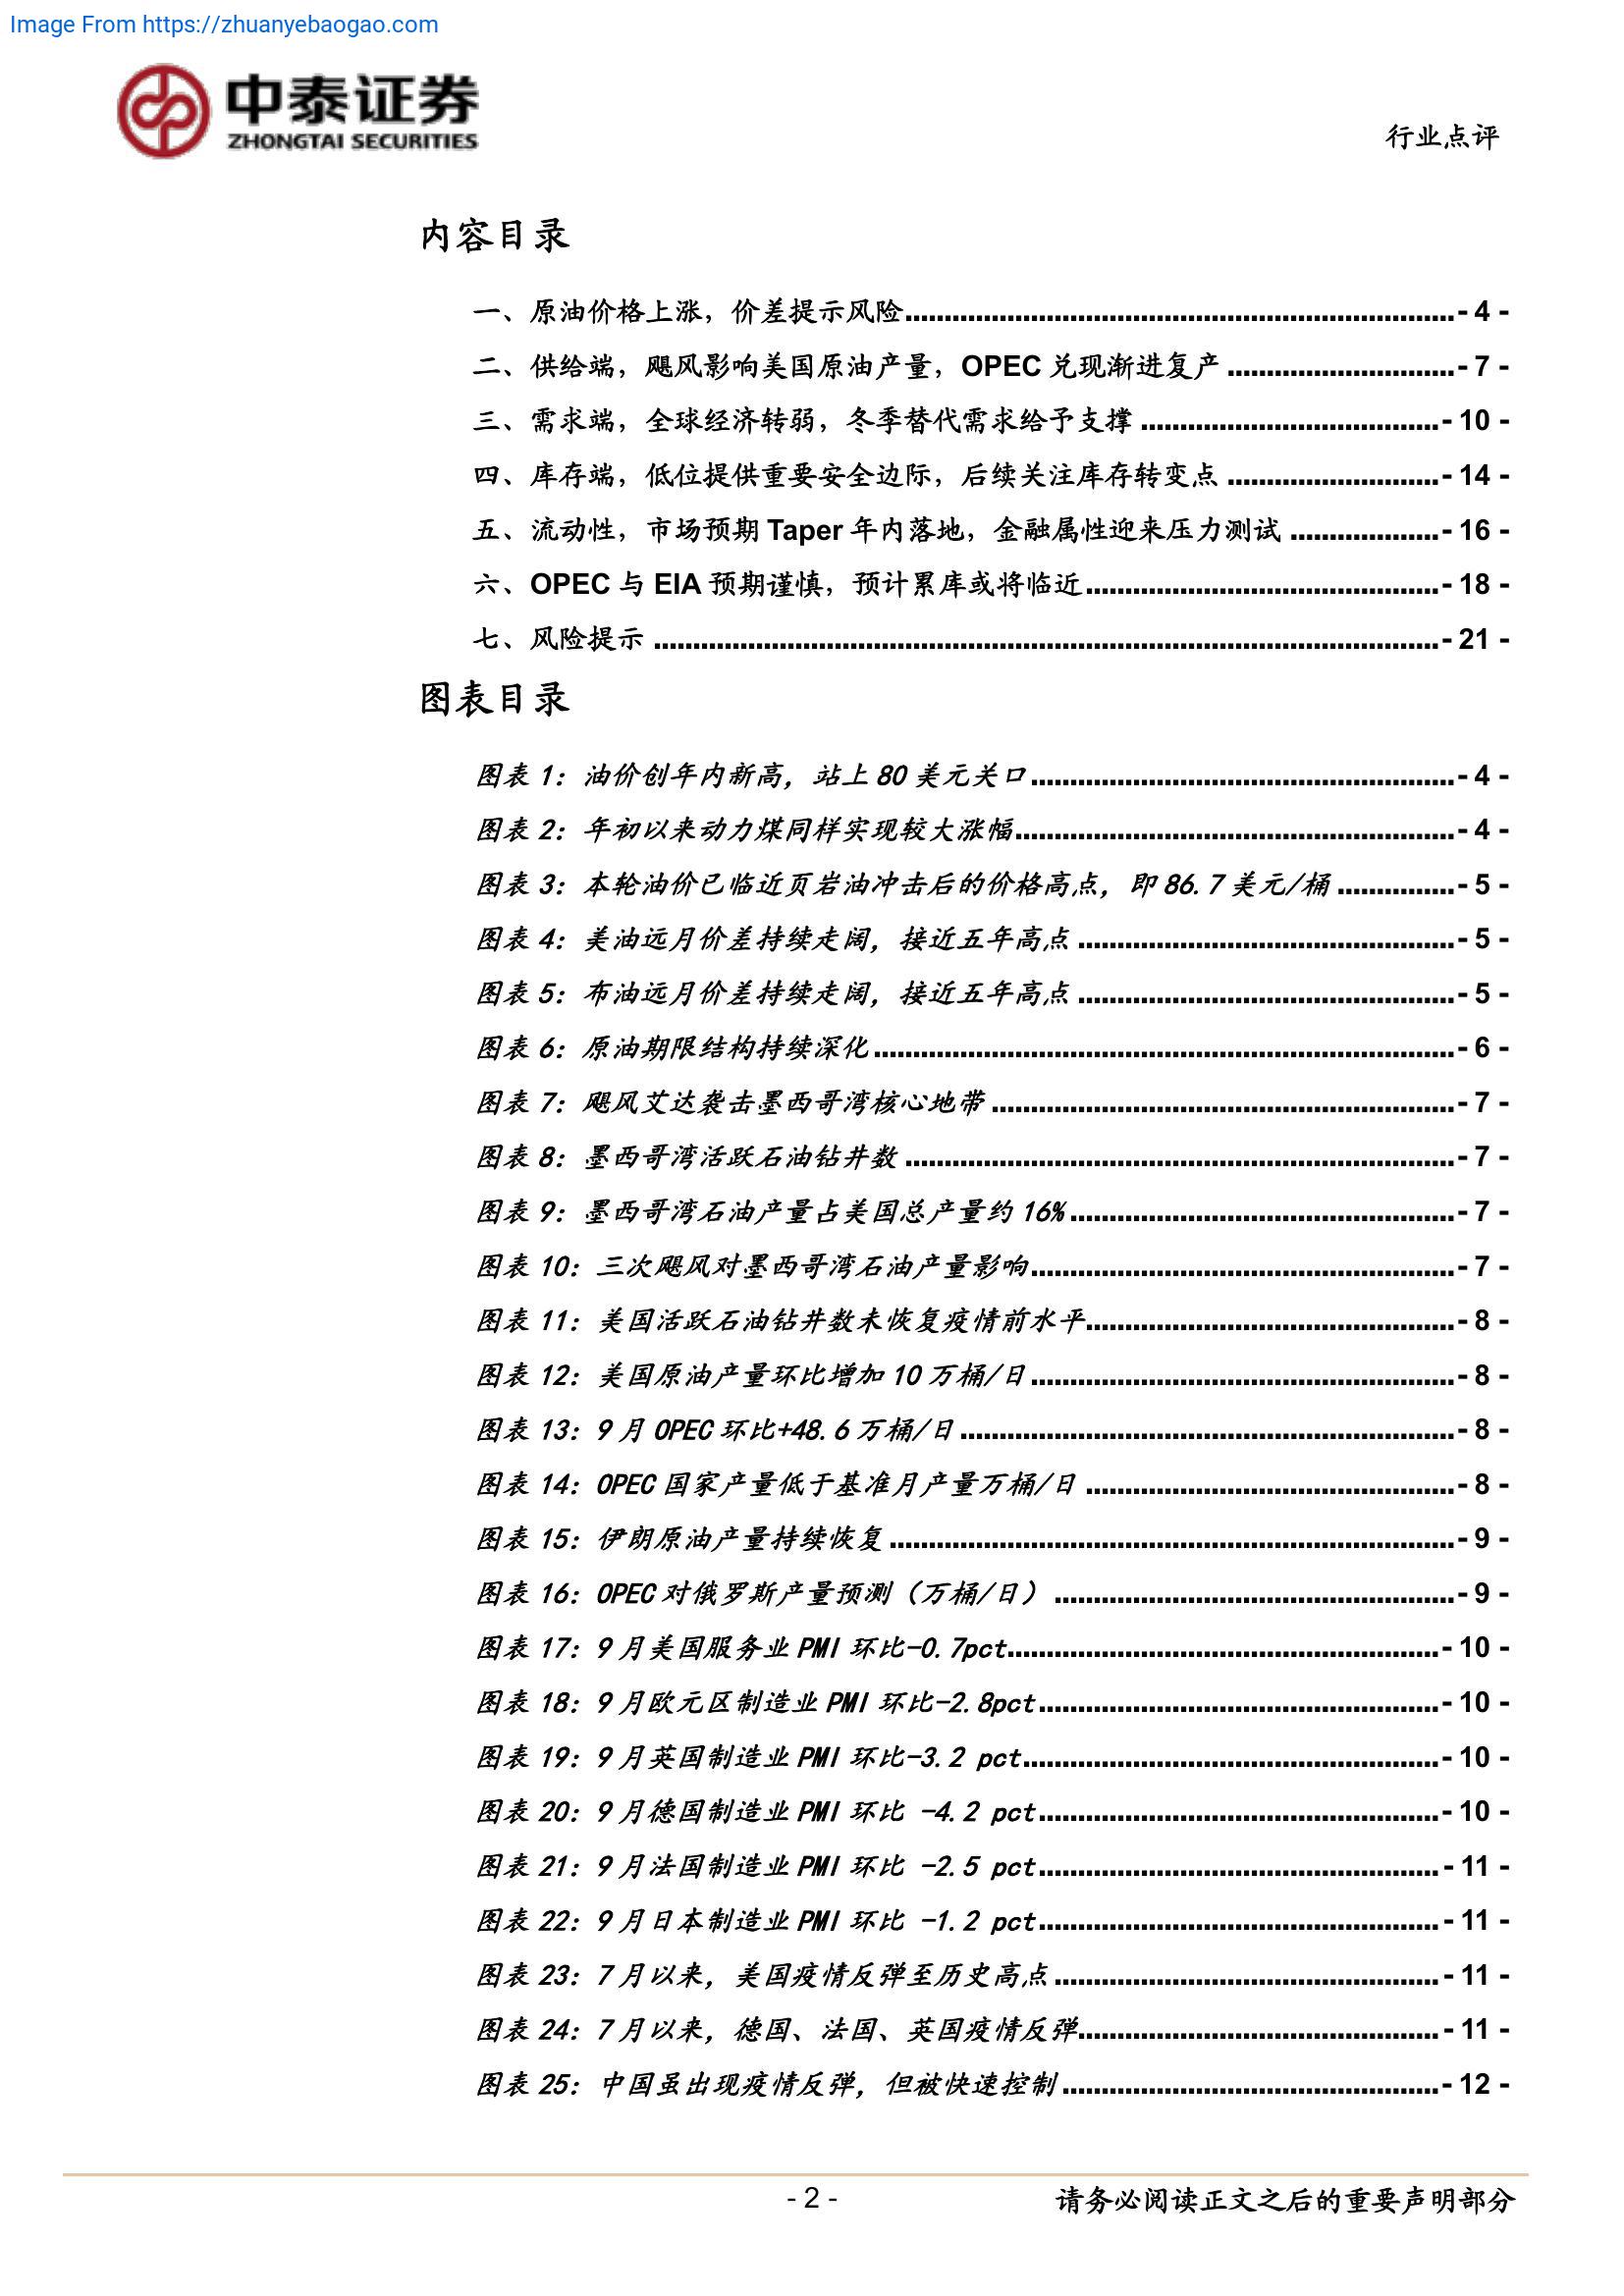 Image From https://zhuanyebaogao.com
中泰证券
ZHONGTAI SECURITIES
行业点评
内容目录
一、原油价格上涨，价差提示风险......................................................................- 4 -
二、供给端，飓风影响美国原油产量，OPEC 兑现渐进复产 .............................- 7 -
三、需求端，全球经济转弱，冬季替代需求给予支撑 ......................................- 10 -
四、库存端，低位提供重要安全边际，后续关注库存转变点 ...........................- 14 -
五、流动性，市场预期 Taper 年内落地，金融属性迎来压力测试 ...................- 16 -
六、OPEC 与 EIA 预期谨慎，预计累库或将临近.............................................- 18 -
七、风险提示 ....................................................................................................- 21 -
图表目录
图表 1：油价创年内新高，站上 80 美元关口......................................................- 4 -
图表 2：年初以来动力煤同样实现较大涨幅........................................................- 4 -
图表 3：本轮油价已临近页岩油冲击后的价格高点，即 86.7 美元/桶 ...............- 5 -
图表 4：美油远月价差持续走阔，接近五年高点 ................................................- 5 -
图表 5：布油远月价差持续走阔，接近五年高点 ................................................- 5 -
图表 6：原油期限结构持续深化..........................................................................- 6 -
图表 7：飓风艾达袭击墨西哥湾核心地带 ...........................................................- 7 -
图表 8：墨西哥湾活跃石油钻井数 ......................................................................- 7 -
图表 9：墨西哥湾石油产量占美国总产量约 16%.................................................- 7 -
图表 10：三次飓风对墨西哥湾石油产量影响......................................................- 7 -
图表 11：美国活跃石油钻井数未恢复疫情前水平...............................................- 8 -
图表 12：美国原油产量环比增加 10 万桶/日 ......................................................- 8 -
图表 13：9 月 OPEC 环比+48.6 万桶/日 ...............................................................- 8 -
图表 14：OPEC 国家产量低于基准月产量万桶/日 ...............................................- 8 -
图表 15：伊朗原油产量持续恢复 ........................................................................- 9 -
图表 16：OPEC 对俄罗斯产量预测（万桶/日） ...................................................- 9 -
图表 17：9 月美国服务业 PMI 环比-0.7pct.......................................................- 10 -
图表 18：9 月欧元区制造业 PMI 环比-2.8pct...................................................- 10 -
图表 19：9 月英国制造业 PMI 环比-3.2 pct.....................................................- 10 -
图表 20：9 月德国制造业 PMI 环比 -4.2 pct...................................................- 10 -
图表 21：9 月法国制造业 PMI 环比 -2.5 pct...................................................- 11 -
图表 22：9 月日本制造业 PMI 环比 -1.2 pct...................................................- 11 -
图表 23：7 月以来，美国疫情反弹至历史高点 .................................................- 11 -
图表 24：7 月以来，德国、法国、英国疫情反弹..............................................- 11 -
图表 25：中国虽出现疫情反弹，但被快速控制 ................................................- 12 -
- 2 -
请务必阅读正文之后的重要声明部分